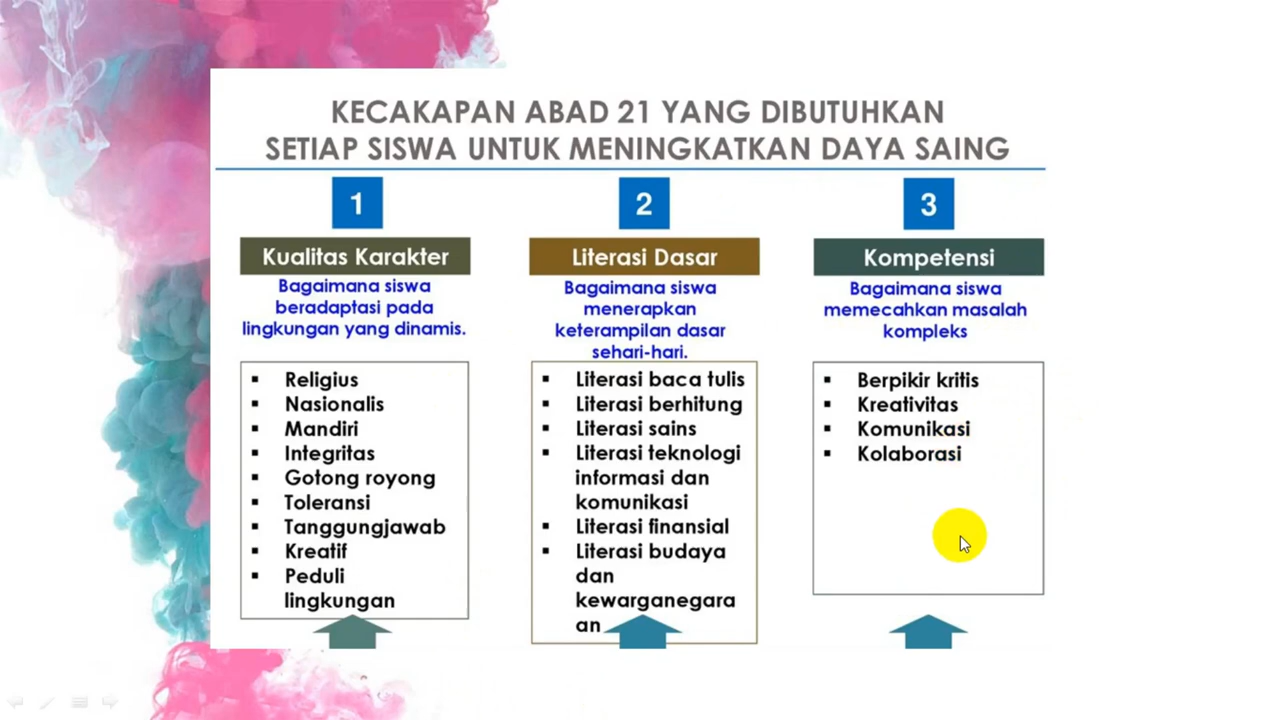 KECAKAPAN ABAD 21 YANG DIBUTUHKAN
SETIAP SISWA UNTUK MENINGKATKAN DAYA SAING
1
Kualitas Karakter
Bagaimana siswa
beradaptasi pada
lingkungan yang dinamis.
▪ Religius
▪ Nasionalis
▪ Mandiri
▪ Integritas
▪ Gotong royong
▪ Toleransi
▪ Tanggungjawab
▪ Kreatif
▪ Peduli
lingkungan
2
Literasi Dasar
Bagaimana siswa
menerapkan
keterampilan dasar
sehari-hari.
▪ Literasi baca tulis
▪ Literasi berhitung
▪ Literasi sains
▪ Literasi teknologi
informasi dan
komunikasi
▪ Literasi finansial
▪ Literasi budaya
dan
kewarganegara
an
3
Kompetensi
Bagaimana siswa
memecahkan masalah
kompleks
▪ Berpikir kritis
▪ Kreativitas
▪ Komunikasi
▪ Kolaborasi